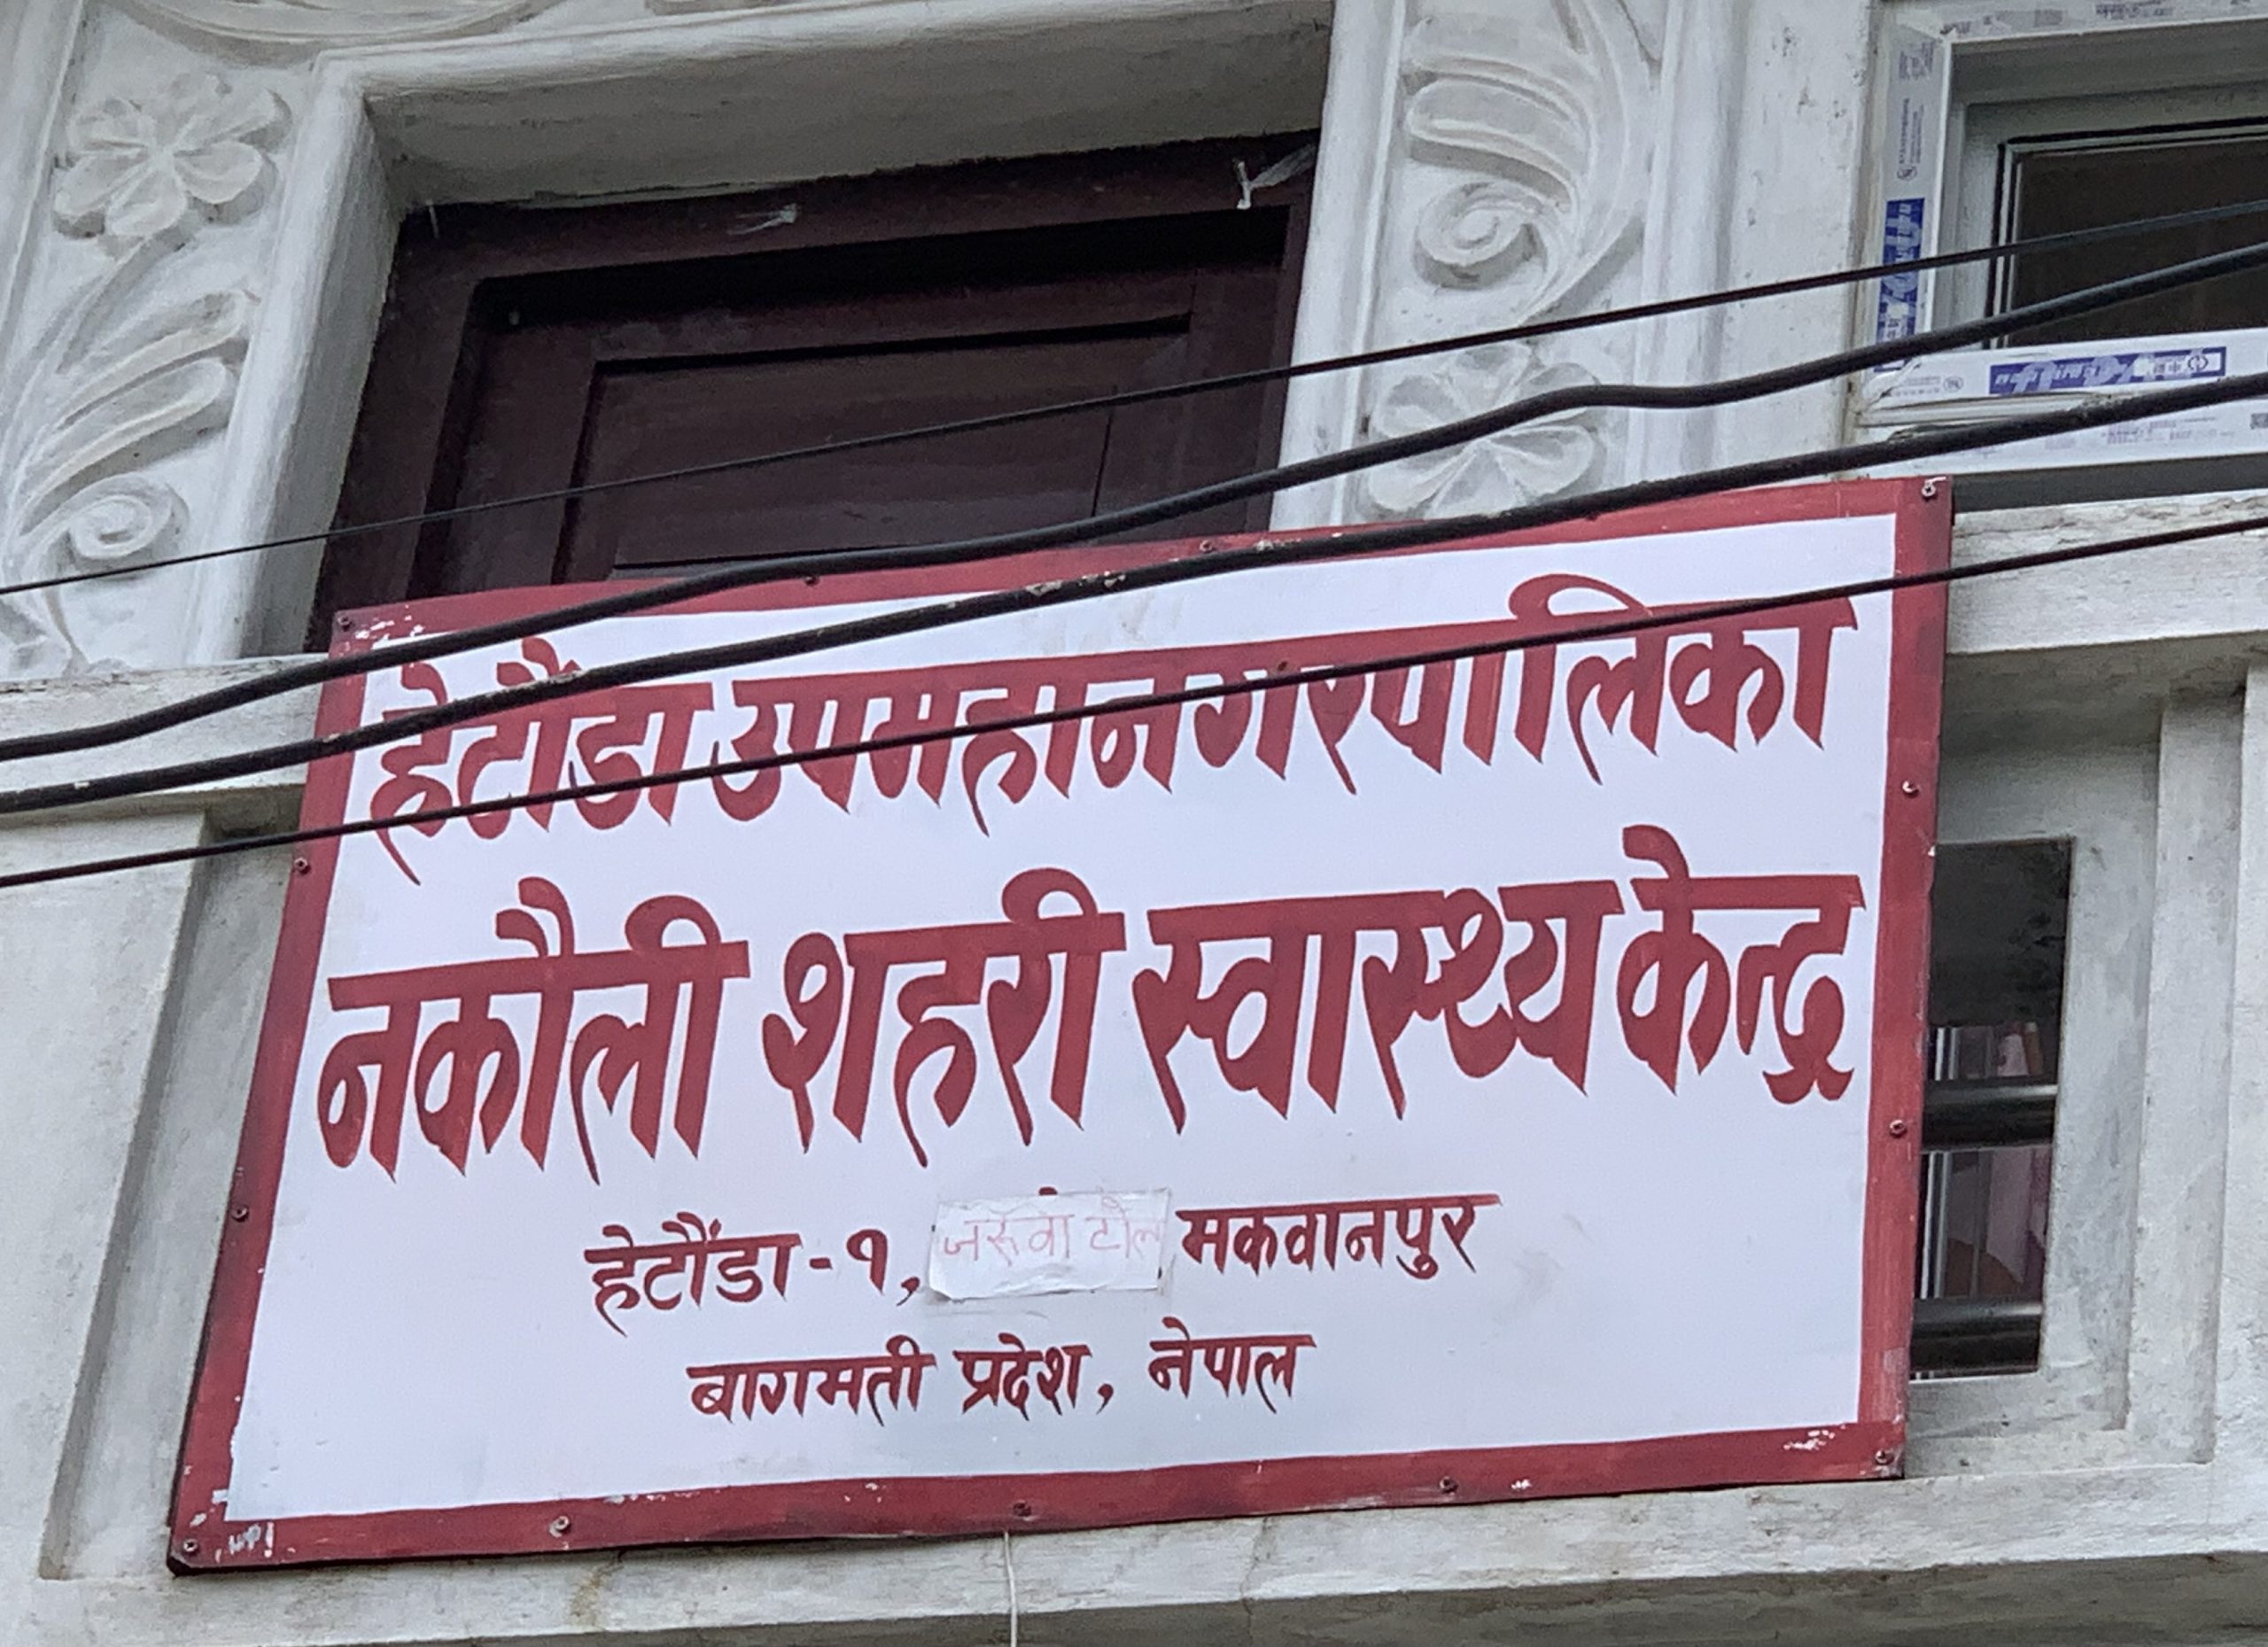 हेटौंडा उपमहानगरपालिका
नकौली शहरी स्वास्थ्य केन्द्र
हेटौंडा-१, जरुवा टोल, मकवानपुर
बागमती प्रदेश, नेपाल